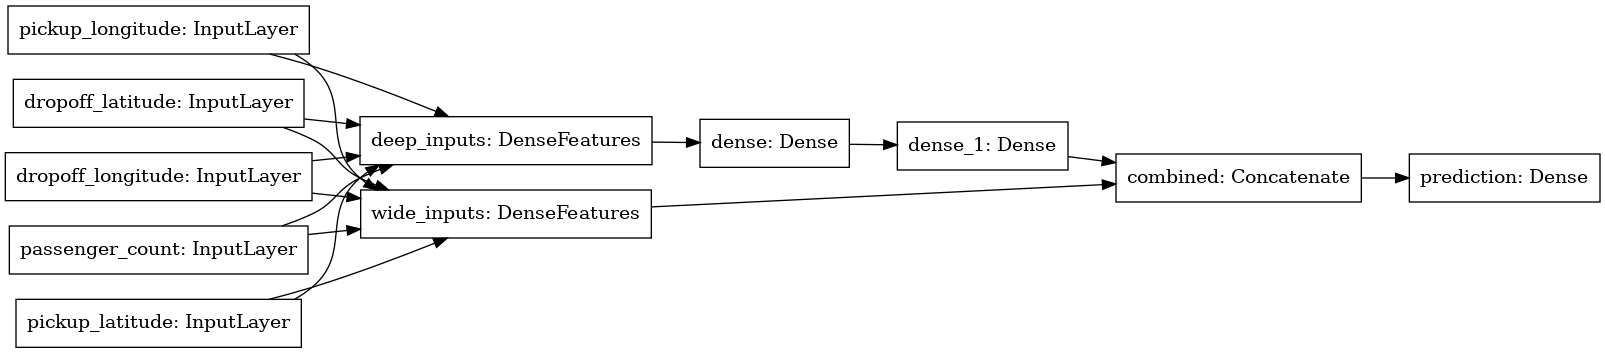 pickup_longitude: InputLayer
dropoff_latitude: InputLayer
dropoff_longitude: InputLayer
passenger_count: InputLayer
pickup_latitude: InputLayer
deep_inputs: DenseFeatures
wide_inputs: DenseFeatures
dense: Dense
dense_1: Dense
combined: Concatenate
prediction: Dense